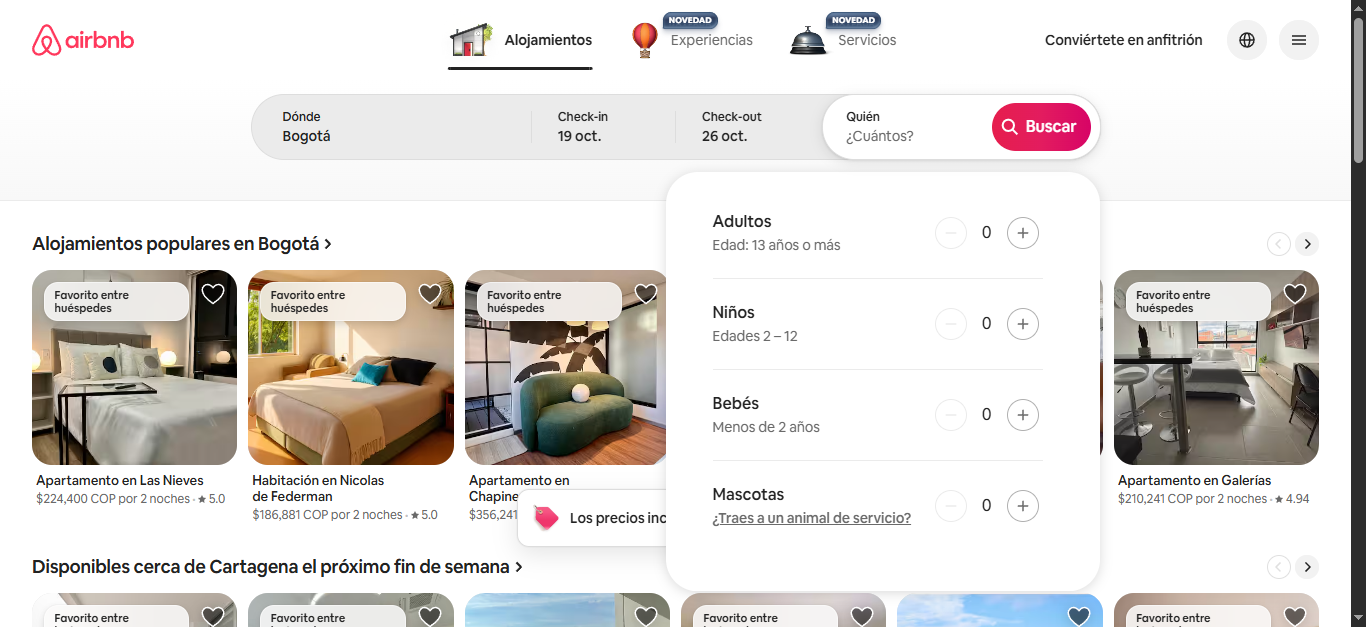 airbnb
Alojamientos
NOVEDAD
Experiencias
NOVEDAD
Servicios
Conviértete en anfitrión
Dónde
Bogotá
Check-in
19 oct.
Check-out
26 oct.
Quién
¿Cuántos?
Buscar
Adultos
Edad: 13 años o más
0
Niños
Edades 2 – 12
0
Bebés
Menos de 2 años
0
Mascotas
¿Traes a un animal de servicio?
0
Alojamientos populares en Bogotá
Favorito entre
huéspedes
Favorito entre
huéspedes
Favorito entre
huéspedes
Favorito entre
huéspedes
Apartamento en Las Nieves
$224,400 COP por 2 noches · ★ 5.0
Habitación en Nicolas
de Federman
$186,881 COP por 2 noches · ★ 5.0
Apartamento en
Chapine
$356,241
Apartamento en Galerías
$210,241 COP por 2 noches · ★ 4.94
Los precios inc
Disponibles cerca de Cartagena el próximo fin de semana
Favorito entre
Favorito entre
Favorito entre
Favorito entre